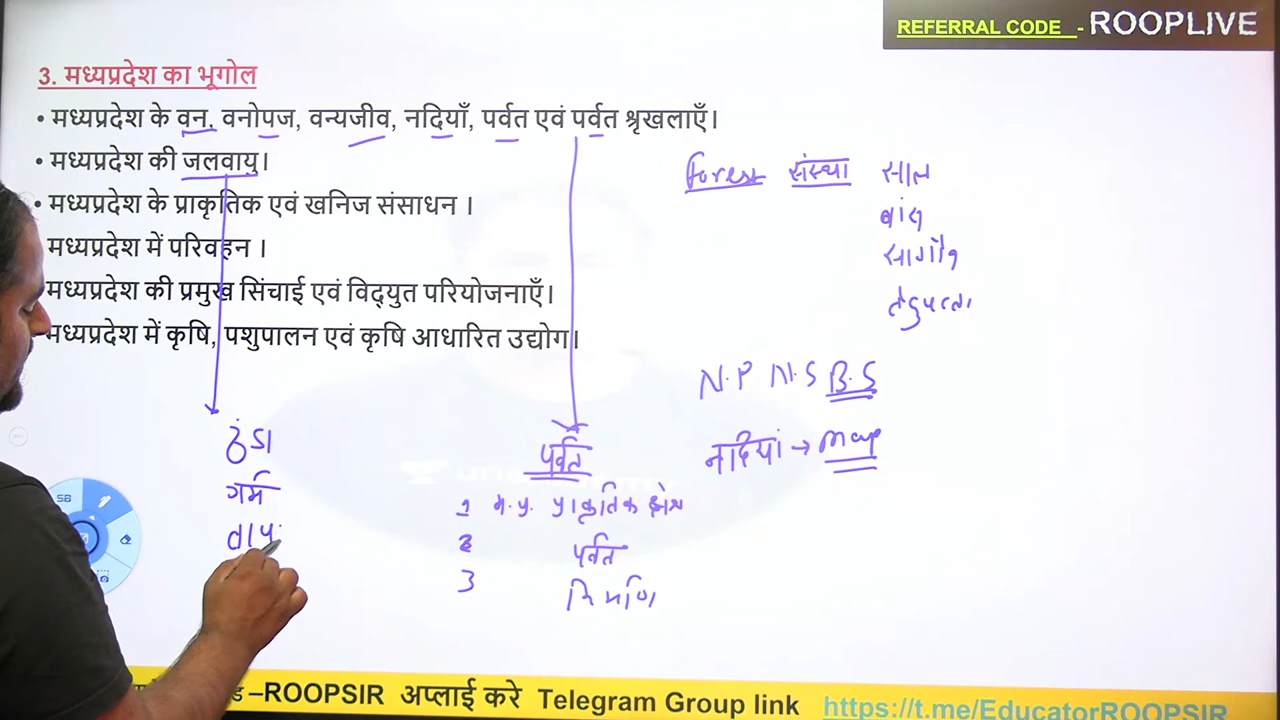 REFERRAL CODE - ROOPLIVE
3. मध्यप्रदेश का भूगोल
• मध्यप्रदेश के वन, वनोपज, वन्यजीव, नदियाँ, पर्वत एवं पर्वत श्रृखलाएँ।
• मध्यप्रदेश की जलवायु।
• मध्यप्रदेश के प्राकृतिक एवं खनिज संसाधन ।
मध्यप्रदेश में परिवहन ।
मध्यप्रदेश की प्रमुख सिंचाई एवं विद्युत परियोजनाएँ।
मध्यप्रदेश में कृषि, पशुपालन एवं कृषि आधारित उद्योग।
Forest संस्था साल
बांस
सागौन
तेंदुपत्ता
N.P N.S B.S
नदियां → map
ठंडा
गर्म
ताप
पर्वत
1 म.प्र. प्राकृतिक क्षेत्र
2 पर्वत
3 निर्माण
–ROOPSIR अप्लाई करे Telegram Group link https://t.me/EducatorROOPSIR